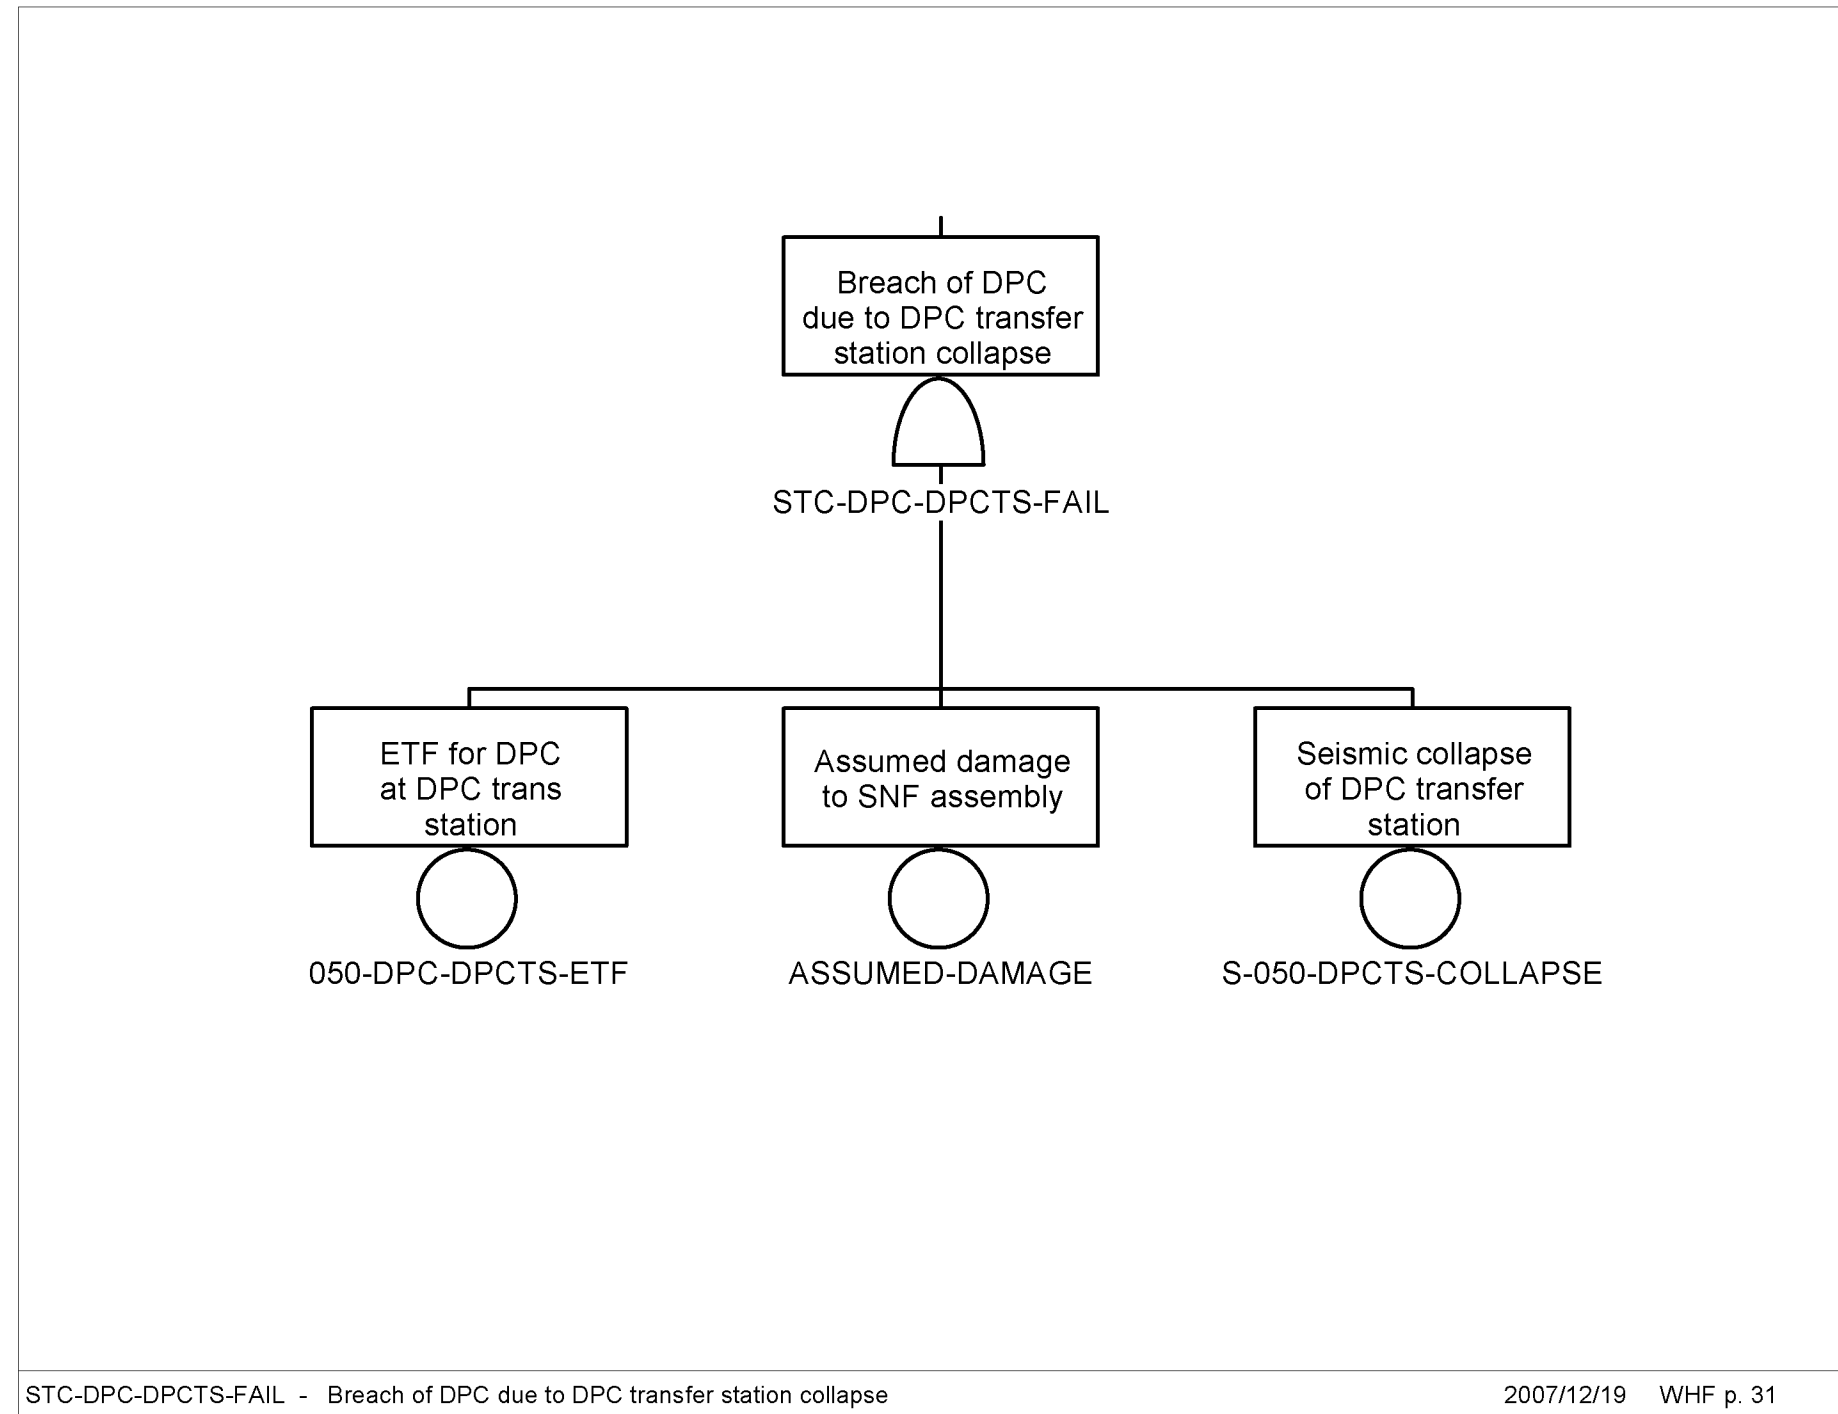 Breach of DPC
due to DPC transfer
station collapse
STC-DPC-DPCTS-FAIL
ETF for DPC
at DPC trans
station
050-DPC-DPCTS-ETF
Assumed damage
to SNF assembly
ASSUMED-DAMAGE
Seismic collapse
of DPC transfer
station
S-050-DPCTS-COLLAPSE
STC-DPC-DPCTS-FAIL - Breach of DPC due to DPC transfer station collapse
2007/12/19 WHF p. 31